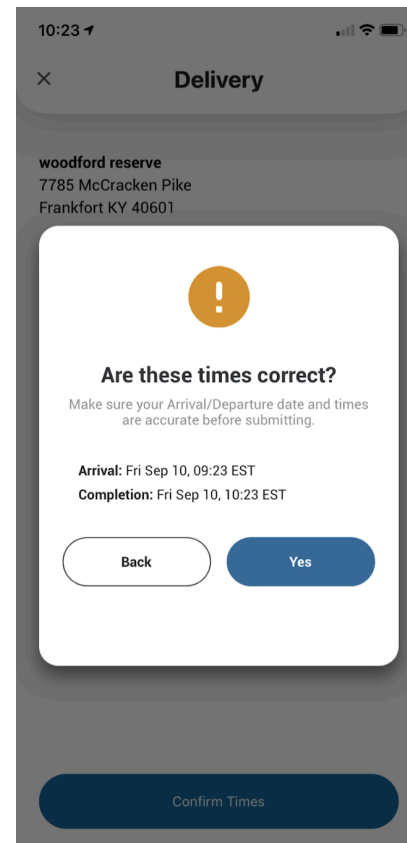 10:23
Delivery
woodford reserve
7785 McCracken Pike
Frankfort KY 40601
Are these times correct?
Make sure your Arrival/Departure date and times
are accurate before submitting.
Arrival: Fri Sep 10, 09:23 EST
Completion: Fri Sep 10, 10:23 EST
Back
Yes
Confirm Times